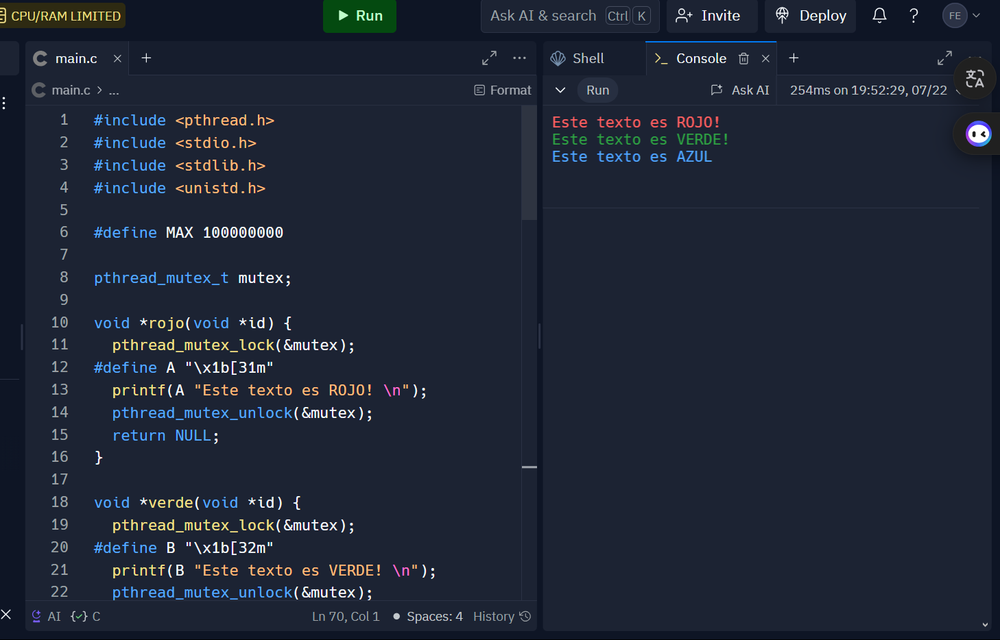 CPU/RAM LIMITED
Run
Ask AI & search Ctrl K
Invite
Deploy
FE
main.c
Shell
Console
main.c > ...
Format
Run
Ask AI
254ms on 19:52:29, 07/22
1 #include <pthread.h>
2 #include <stdio.h>
3 #include <stdlib.h>
4 #include <unistd.h>
5
6 #define MAX 100000000
7
8 pthread_mutex_t mutex;
9
10 void *rojo(void *id) {
11 pthread_mutex_lock(&mutex);
12 #define A "\x1b[31m"
13 printf(A "Este texto es ROJO! \n");
14 pthread_mutex_unlock(&mutex);
15 return NULL;
16 }
17
18 void *verde(void *id) {
19 pthread_mutex_lock(&mutex);
20 #define B "\x1b[32m"
21 printf(B "Este texto es VERDE! \n");
22 pthread_mutex_unlock(&mutex);
Este texto es ROJO!
Este texto es VERDE!
Este texto es AZUL
AI
C
Ln 70, Col 1
Spaces: 4
History